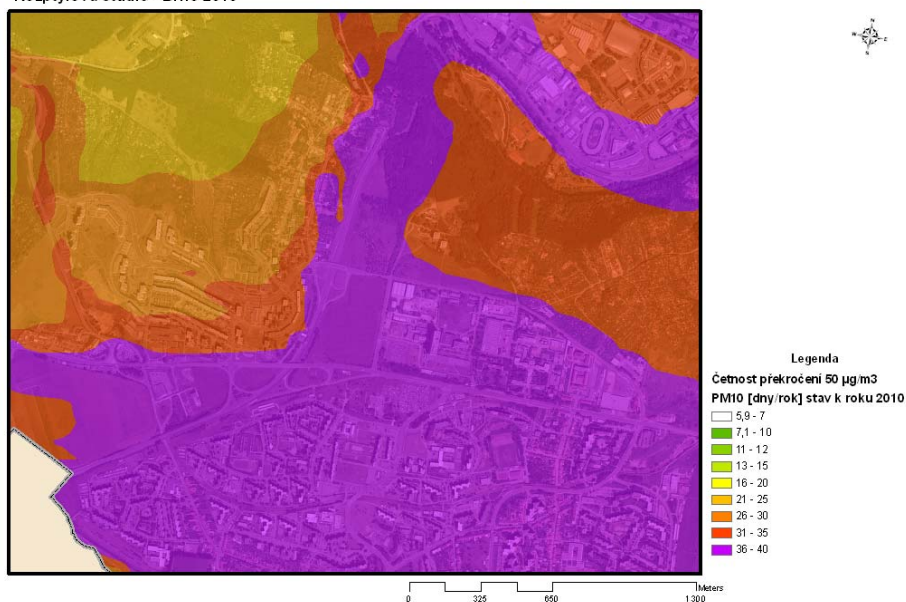 Legenda
Četnost překročení 50 µg/m3
PM10 [dny/rok] stav k roku 2010
5,9 - 7
7,1 - 10
11 - 12
13 - 15
16 - 20
21 - 25
26 - 30
31 - 35
36 - 40
Meters
0 325 650 1 300